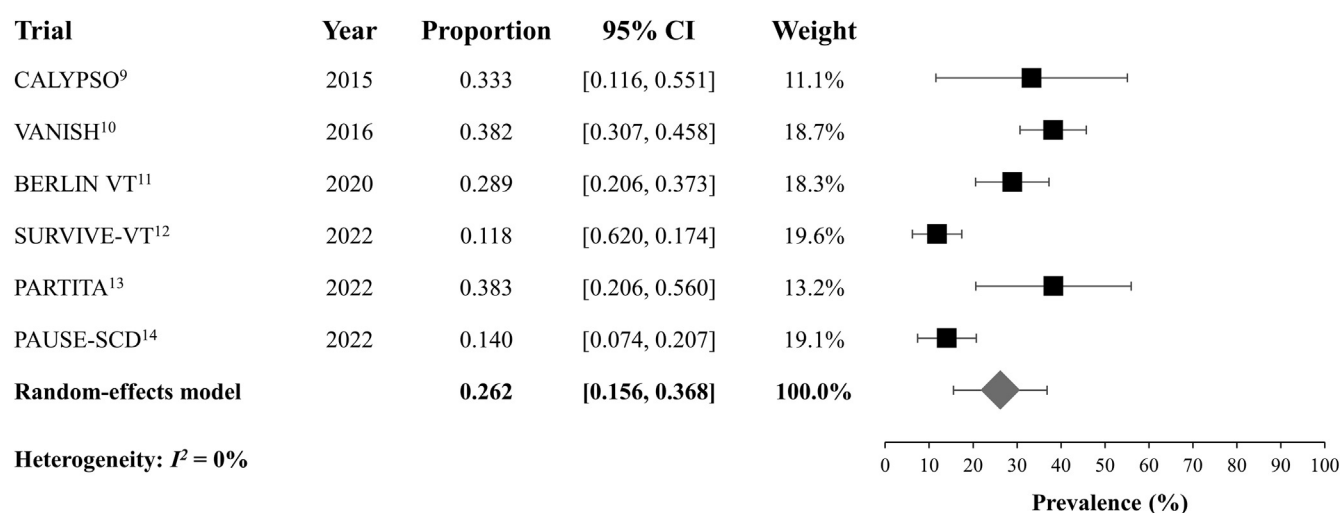 Trial Year Proportion 95% CI Weight
CALYPSO⁹ 2015 0.333 [0.116, 0.551] 11.1%
VANISH¹⁰ 2016 0.382 [0.307, 0.458] 18.7%
BERLIN VT¹¹ 2020 0.289 [0.206, 0.373] 18.3%
SURVIVE-VT¹² 2022 0.118 [0.620, 0.174] 19.6%
PARTITA¹³ 2022 0.383 [0.206, 0.560] 13.2%
PAUSE-SCD¹⁴ 2022 0.140 [0.074, 0.207] 19.1%
Random-effects model 0.262 [0.156, 0.368] 100.0%
Heterogeneity: I² = 0%
0 10 20 30 40 50 60 70 80 90 100
Prevalence (%)